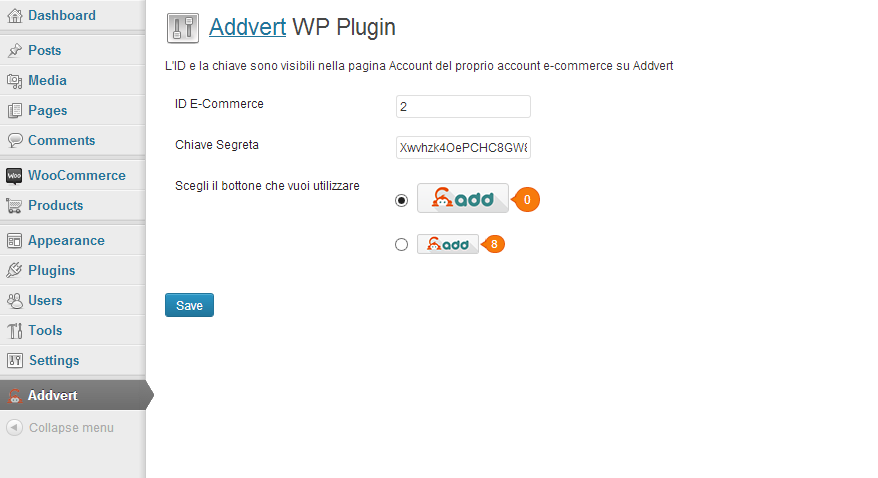 Dashboard
Posts
Media
Pages
Comments
WooCommerce
Products
Appearance
Plugins
Users
Tools
Settings
Addvert
Collapse menu
Addvert WP Plugin
L'ID e la chiave sono visibili nella pagina Account del proprio account e-commerce su Addvert
ID E-Commerce
2
Chiave Segreta
Xwvhzk4OePCHC8GW8
Scegli il bottone che vuoi utilizzare
add 0
add 8
Save